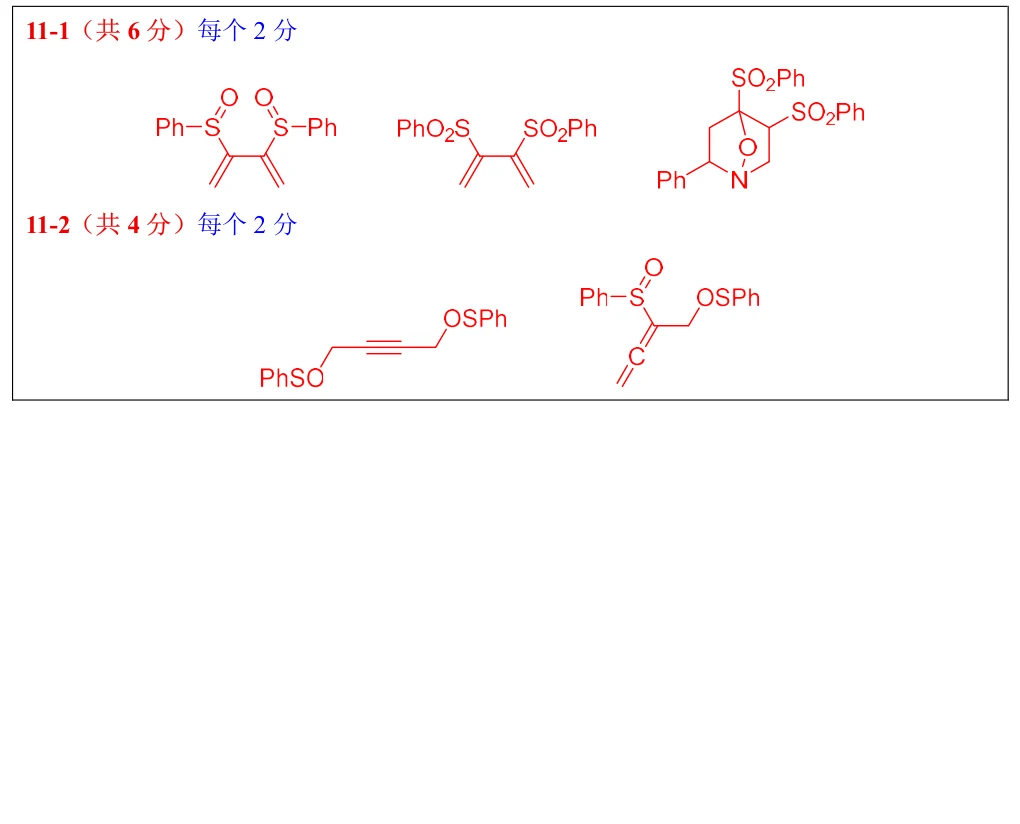 11-1（共 6 分）每个 2 分
O O SO2Ph
Ph S S Ph PhO2S SO2Ph SO2Ph
O
Ph N
11-2（共 4 分）每个 2 分
O
Ph S OSPh
OSPh
C
PhSO